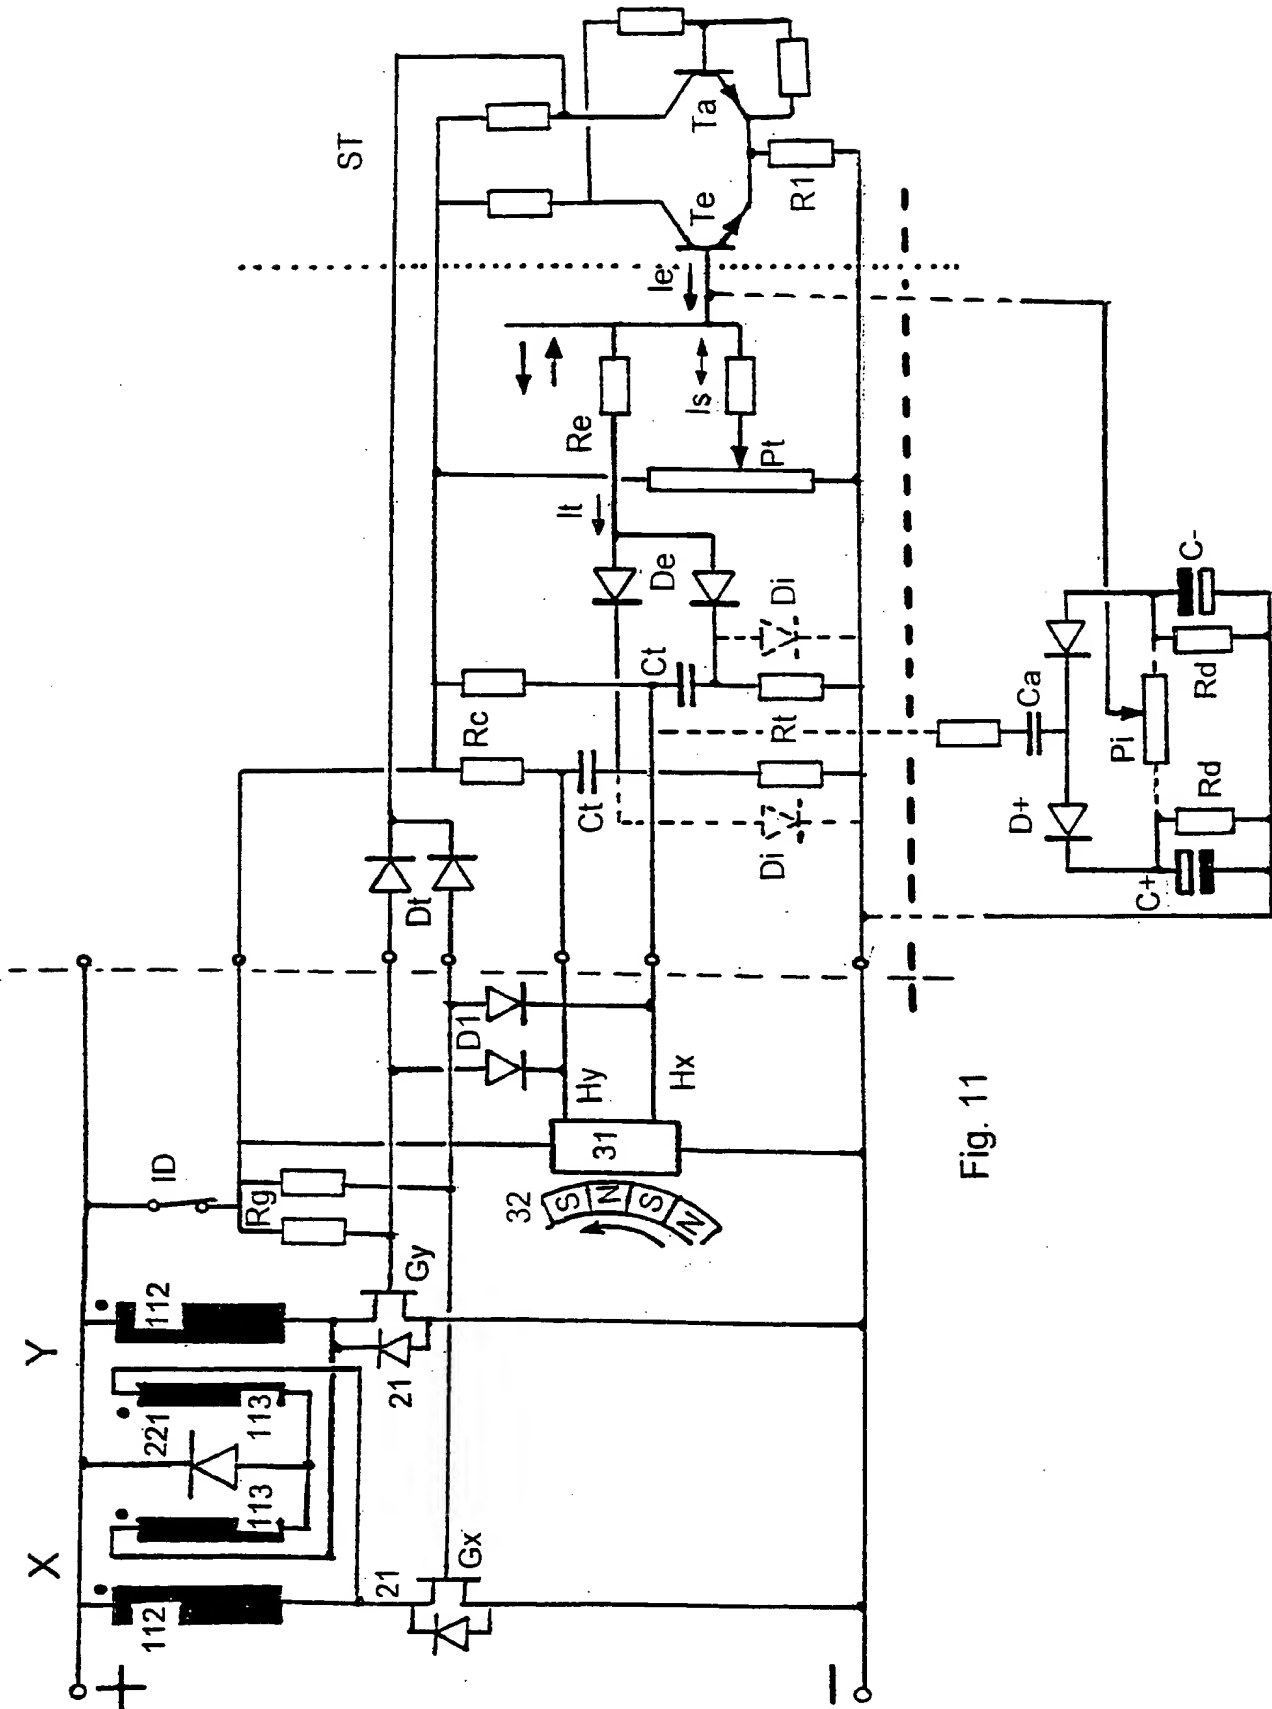 X
Y
+
112
113
221
113
112
21
21
Gx
Gy
ID
Rg
32
S
N
S
N
31
Hy
Hx
D1
Dt
ST
Rc
Ct
Ct
Rt
Di
Di
De
It
Re
Is
Pt
Ie
Te
Ta
R1
−
Ca
D+
Pi
Rd
Rd
C+
C-
Fig. 11